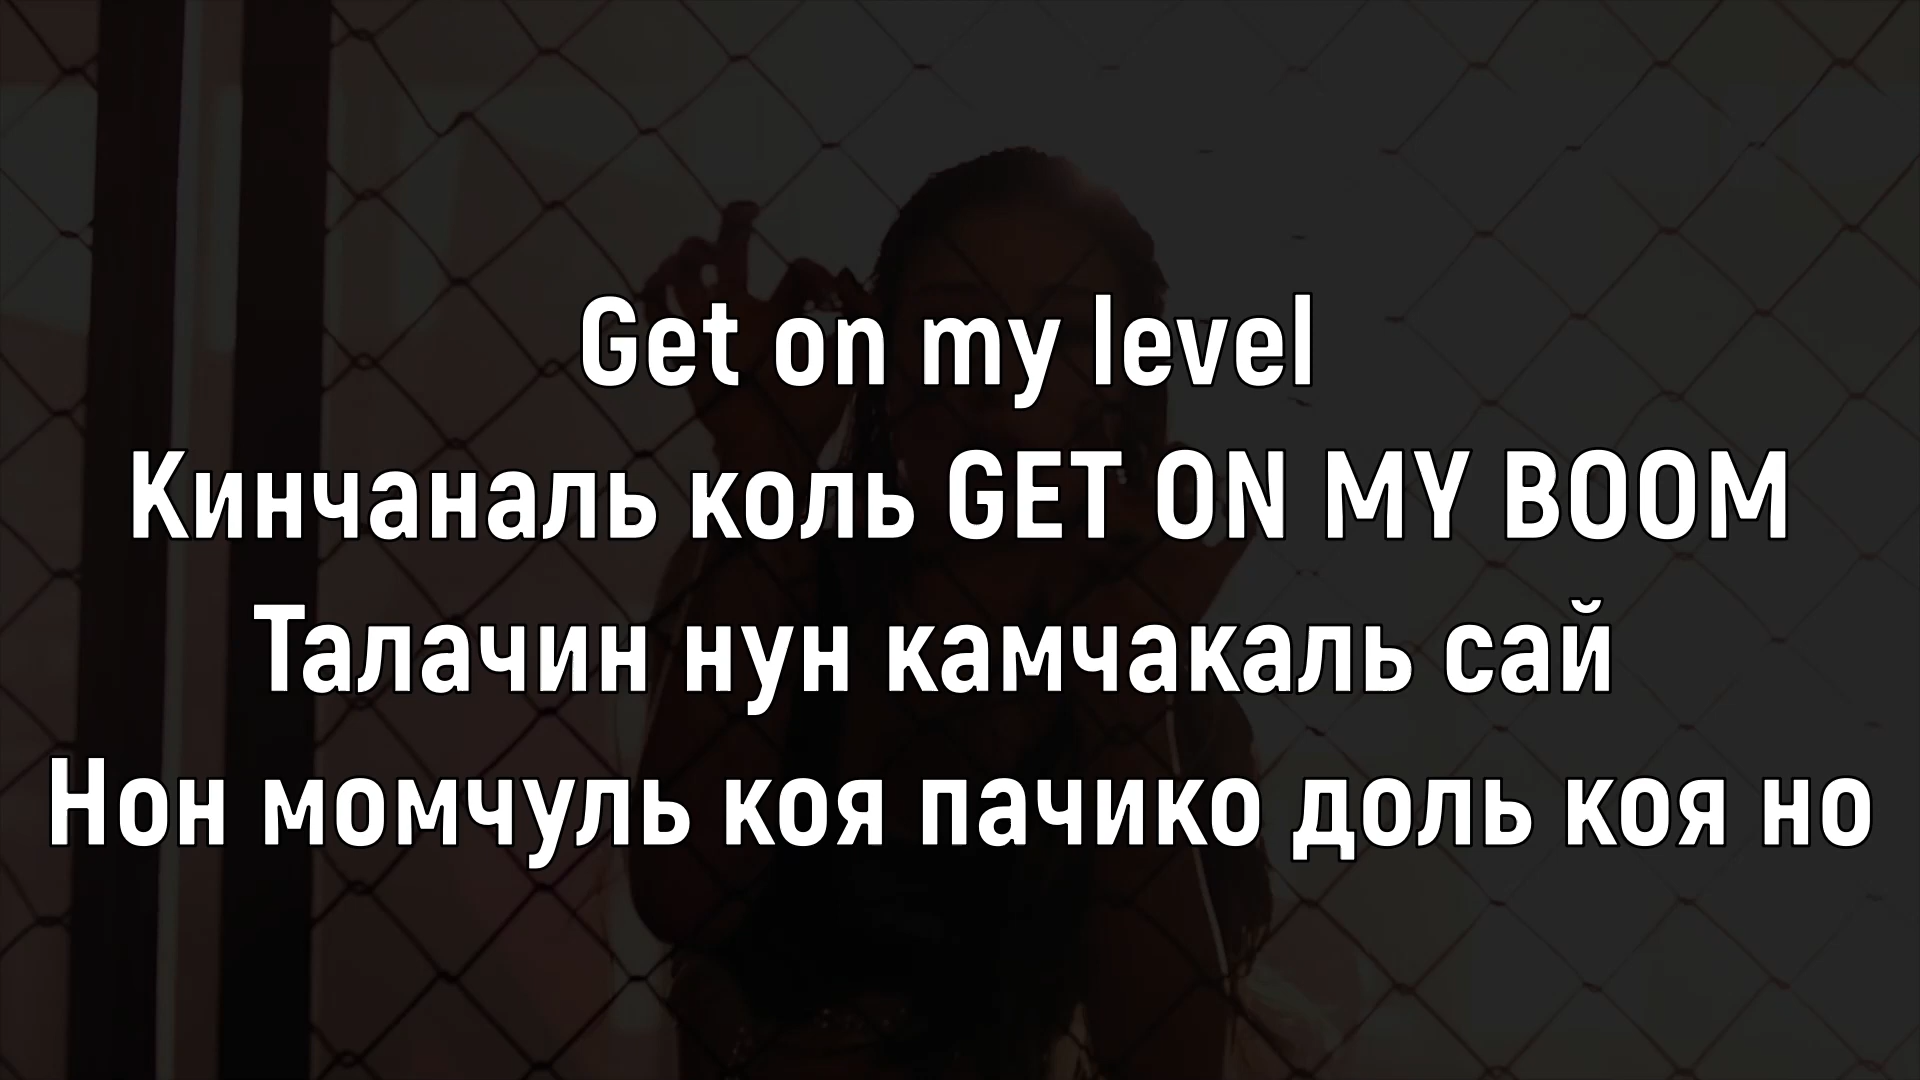 Get on my level
Кинчаналь коль GET ON MY BOOM
Талачин нун камчакаль сай
Нон момчуль коя пачико доль коя но